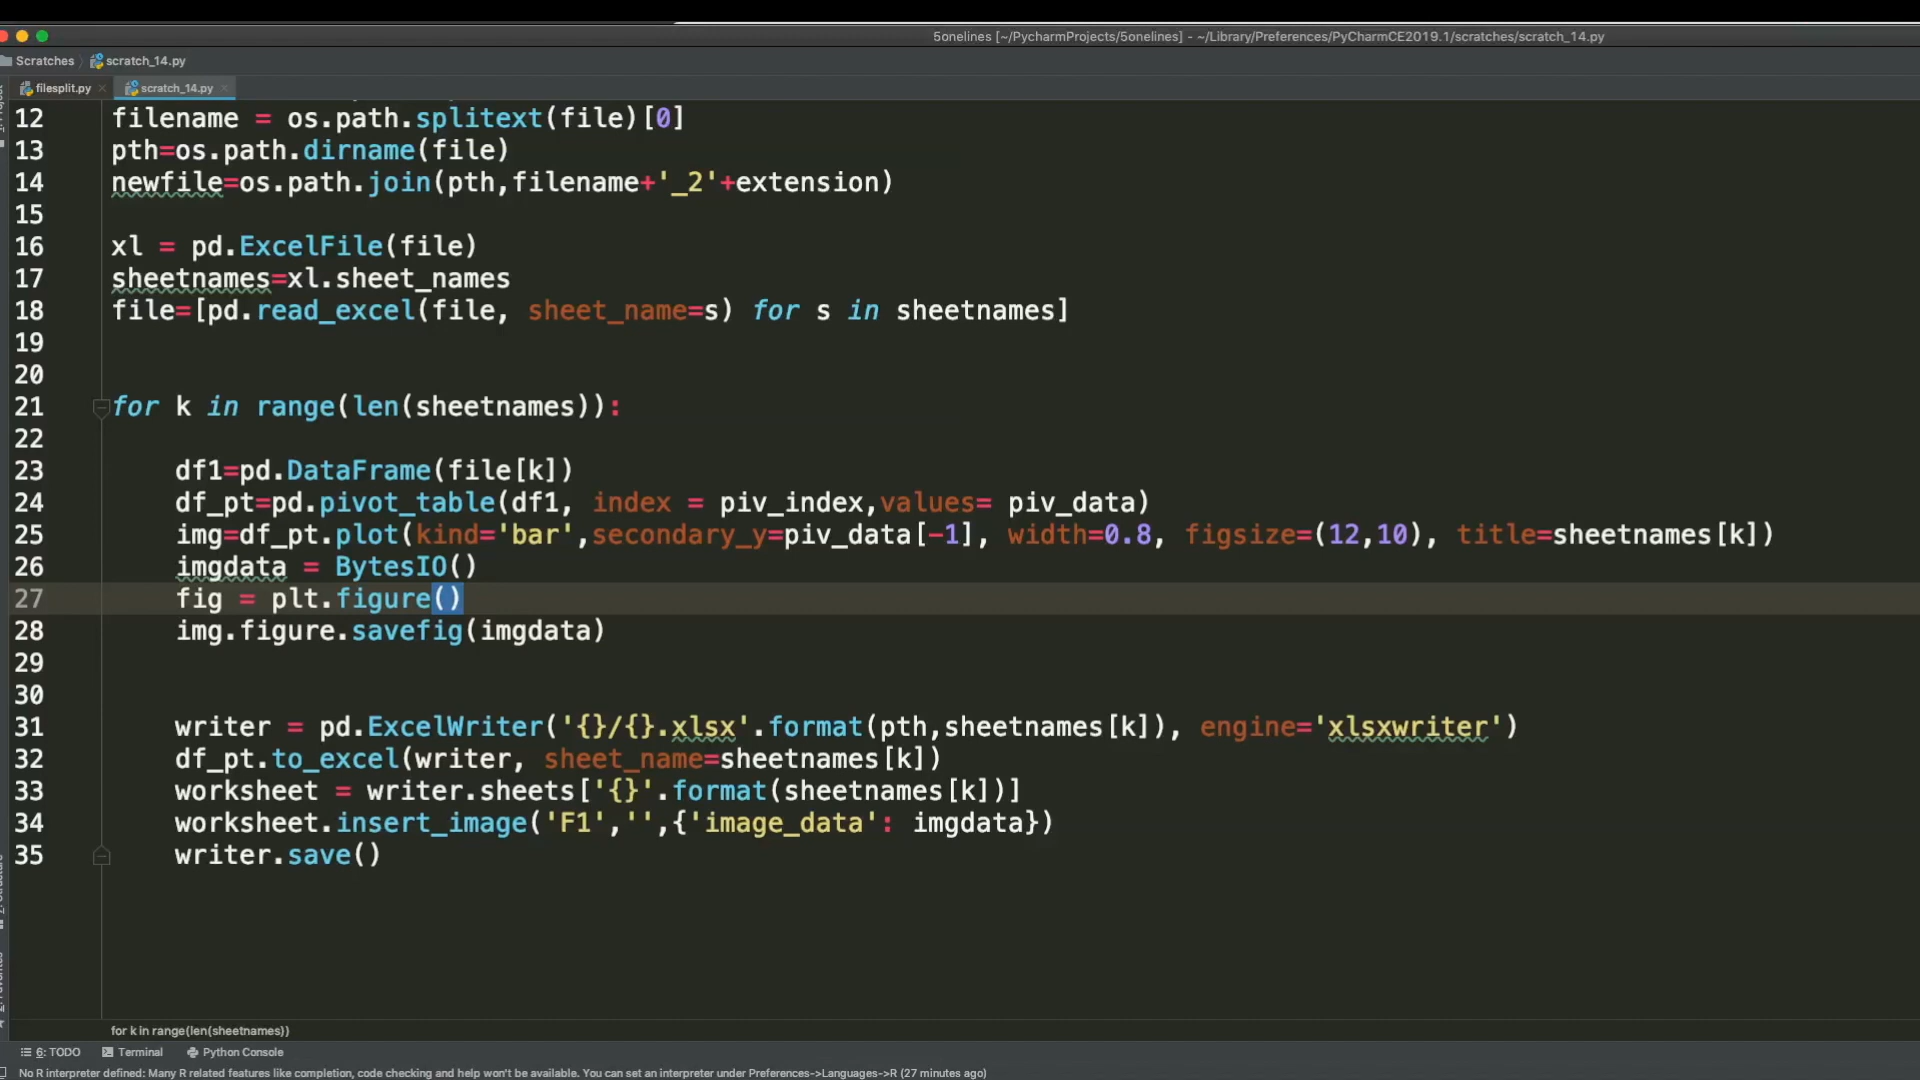 5onelines [~/PycharmProjects/5onelines] - ~/Library/Preferences/PyCharmCE2019.1/scratches/scratch_14.py
Scratches scratch_14.py
filesplit.py scratch_14.py
12 filename = os.path.splitext(file)[0]
13 pth=os.path.dirname(file)
14 newfile=os.path.join(pth,filename+'_2'+extension)
15
16 xl = pd.ExcelFile(file)
17 sheetnames=xl.sheet_names
18 file=[pd.read_excel(file, sheet_name=s) for s in sheetnames]
19
20
21 for k in range(len(sheetnames)):
22
23 df1=pd.DataFrame(file[k])
24 df_pt=pd.pivot_table(df1, index = piv_index,values= piv_data)
25 img=df_pt.plot(kind='bar',secondary_y=piv_data[-1], width=0.8, figsize=(12,10), title=sheetnames[k])
26 imgdata = BytesIO()
27 fig = plt.figure()
28 img.figure.savefig(imgdata)
29
30
31 writer = pd.ExcelWriter('{}/{}.xlsx'.format(pth,sheetnames[k]), engine='xlsxwriter')
32 df_pt.to_excel(writer, sheet_name=sheetnames[k])
33 worksheet = writer.sheets['{}'.format(sheetnames[k])]
34 worksheet.insert_image('F1','',{'image_data': imgdata})
35 writer.save()
for k in range(len(sheetnames))
6: TODO Terminal Python Console
No R interpreter defined: Many R related features like completion, code checking and help won't be available. You can set an interpreter under Preferences->Languages->R (27 minutes ago)